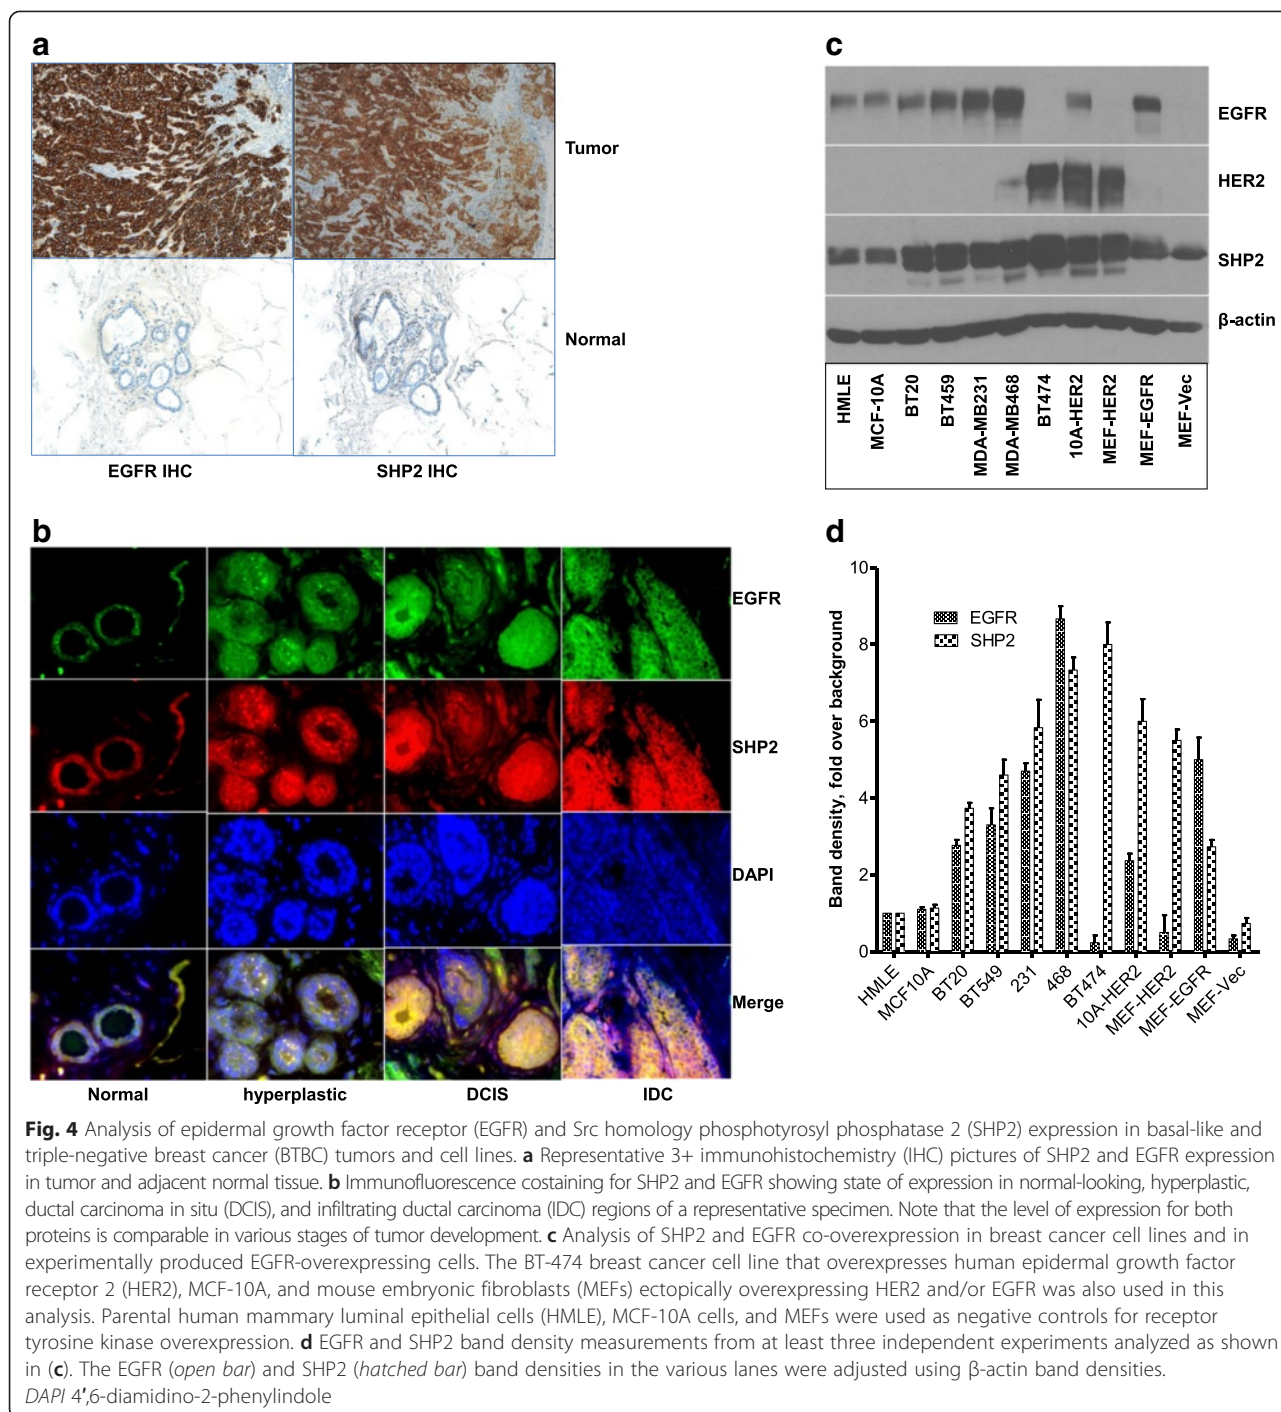 a
Tumor
Normal
EGFR IHC
SHP2 IHC
b
EGFR
SHP2
DAPI
Merge
Normal
hyperplastic
DCIS
IDC
c
EGFR
HER2
SHP2
β-actin
HMLE
MCF-10A
BT20
BT459
MDA-MB231
MDA-MB468
BT474
10A-HER2
MEF-HER2
MEF-EGFR
MEF-Vec
d
Band density, fold over background
10
8
6
4
2
0
EGFR
SHP2
HMLE
MCF10A
BT20
BT549
231
468
BT474
10A-HER2
MEF-HER2
MEF-EGFR
MEF-Vec
Fig. 4 Analysis of epidermal growth factor receptor (EGFR) and Src homology phosphotyrosyl phosphatase 2 (SHP2) expression in basal-like and
triple-negative breast cancer (BTBC) tumors and cell lines. a Representative 3+ immunohistochemistry (IHC) pictures of SHP2 and EGFR expression
in tumor and adjacent normal tissue. b Immunofluorescence costaining for SHP2 and EGFR showing state of expression in normal-looking, hyperplastic,
ductal carcinoma in situ (DCIS), and infiltrating ductal carcinoma (IDC) regions of a representative specimen. Note that the level of expression for both
proteins is comparable in various stages of tumor development. c Analysis of SHP2 and EGFR co-overexpression in breast cancer cell lines and in
experimentally produced EGFR-overexpressing cells. The BT-474 breast cancer cell line that overexpresses human epidermal growth factor
receptor 2 (HER2), MCF-10A, and mouse embryonic fibroblasts (MEFs) ectopically overexpressing HER2 and/or EGFR was also used in this
analysis. Parental human mammary luminal epithelial cells (HMLE), MCF-10A cells, and MEFs were used as negative controls for receptor
tyrosine kinase overexpression. d EGFR and SHP2 band density measurements from at least three independent experiments analyzed as shown
in (c). The EGFR (open bar) and SHP2 (hatched bar) band densities in the various lanes were adjusted using β-actin band densities.
DAPI 4′,6-diamidino-2-phenylindole